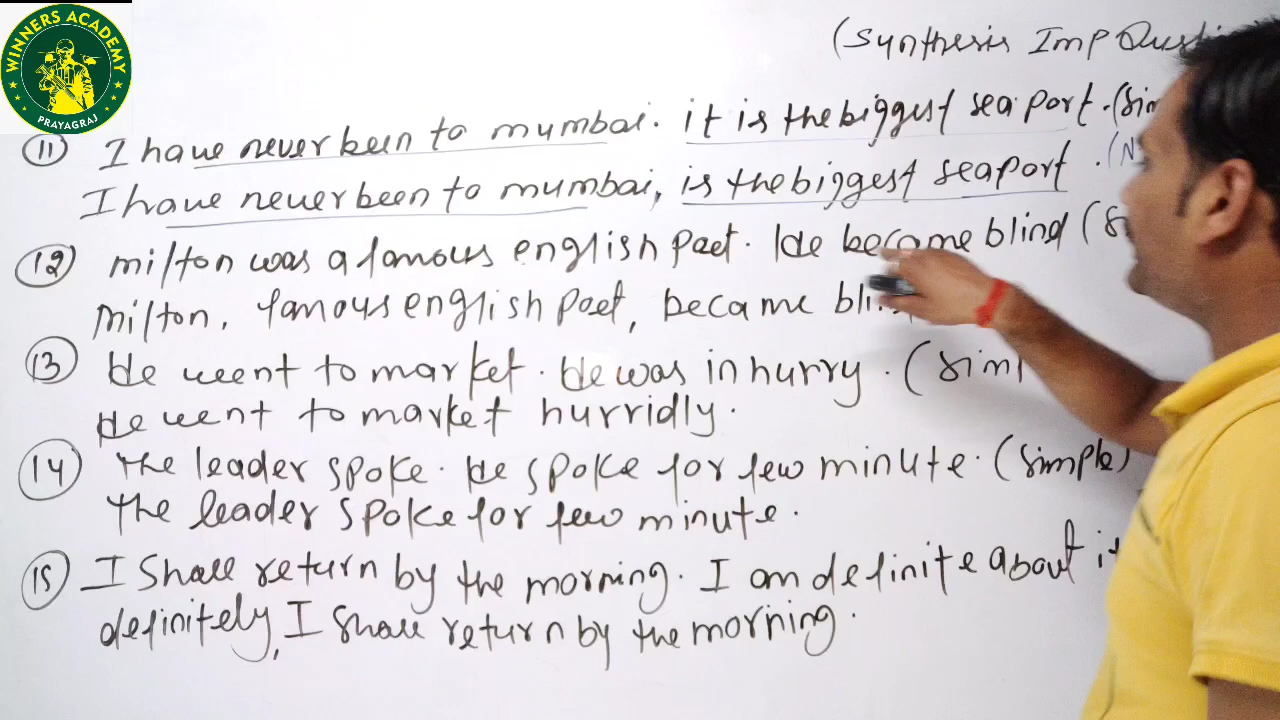 WINNERS ACADEMY
PRAYAGRAJ
(Synthesis Imp
(11) I have never been to mumbai. it is the biggest sea port.
I have never been to mumbai, is the biggest seaport.
(12) milton was a famous english poet. He became blind
Milton, famous english poet, became
(13) He went to market. He was in hurry.
He went to market hurridly.
(14) The leader spoke. He spoke for few minute. (simple)
The leader spoke for few minute.
(15) I shall return by the morning. I am definite about
definitely, I shall return by the morning.